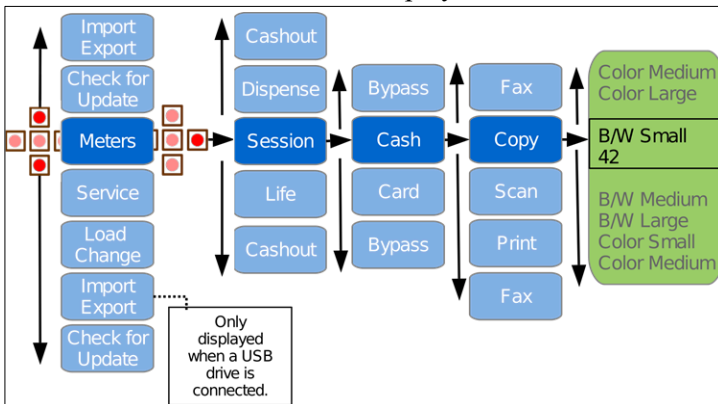 Import
Export
Check for
Update
Meters
Service
Load
Change
Import
Export
Check for
Update
Only
displayed
when a USB
drive is
connected.
Cashout
Dispense
Session
Life
Cashout
Bypass
Cash
Card
Bypass
Fax
Copy
Scan
Print
Fax
Color Medium
Color Large
B/W Small
42
B/W Medium
B/W Large
Color Small
Color Medium